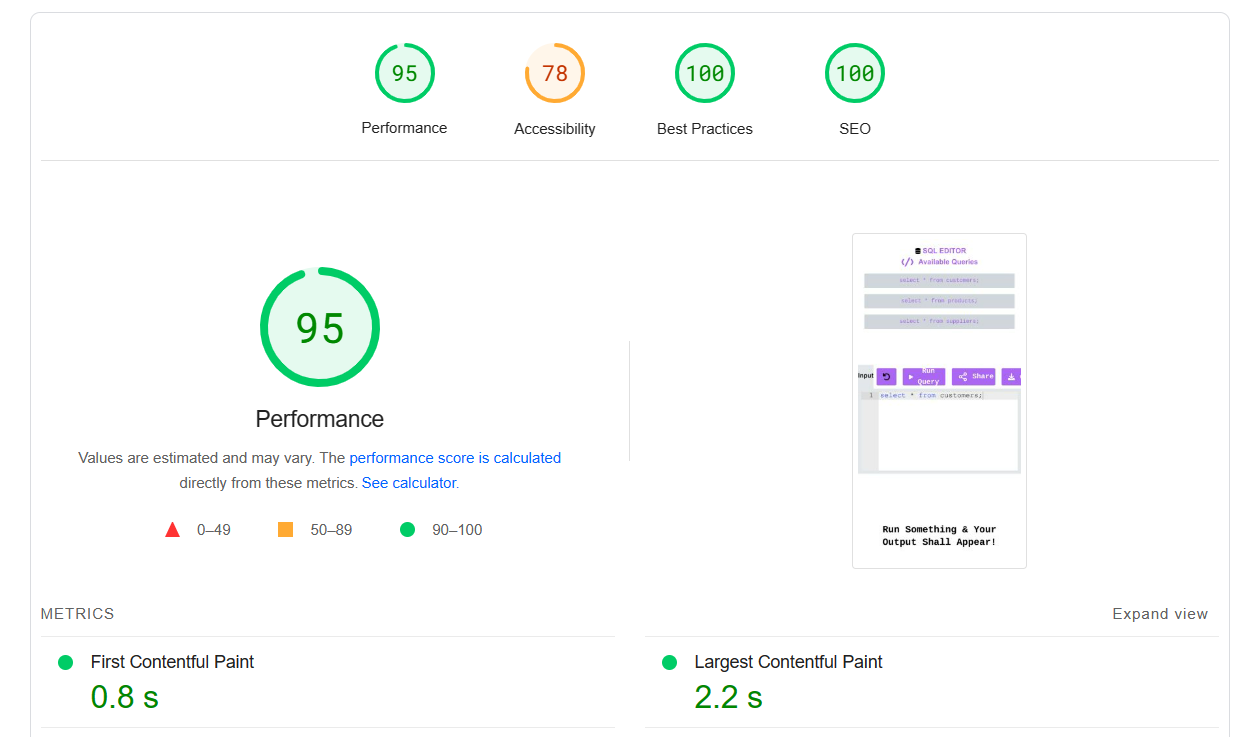 95
78
100
100
Performance
Accessibility
Best Practices
SEO
95
Performance
Values are estimated and may vary. The performance score is calculated
directly from these metrics. See calculator.
0–49
50–89
90–100
SQL EDITOR
Available Queries
select * from customers;
select * from products;
select * from suppliers;
Input
Run
Query
Share
1 select * from customers;
Run Something & Your
Output Shall Appear!
METRICS
Expand view
First Contentful Paint
0.8 s
Largest Contentful Paint
2.2 s